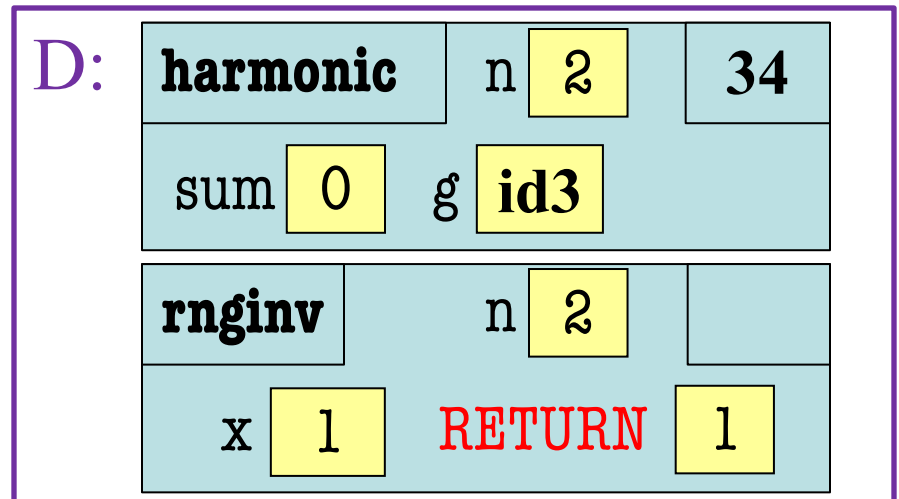 D:
harmonic n 2 34
sum 0 g id3
rnginv n 2
x 1 RETURN 1